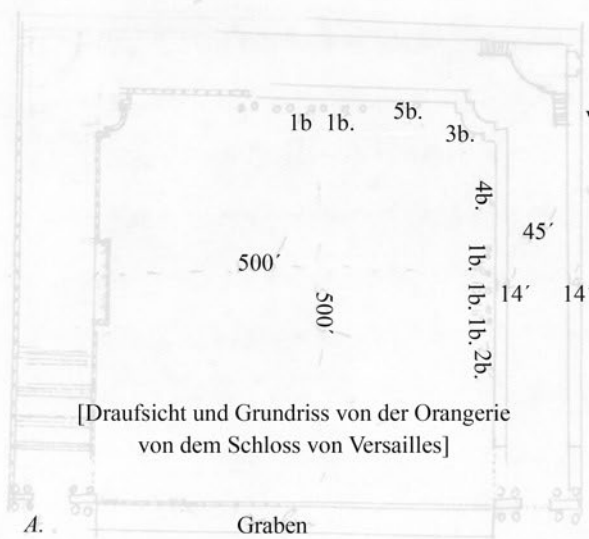 1b 1b. 5b.
3b.
4b.
1b.
1b.
1b.
2b.
45´
14´ 14
500´
500´
[Draufsicht und Grundriss von der Orangerie
von dem Schloss von Versailles]
A. Graben